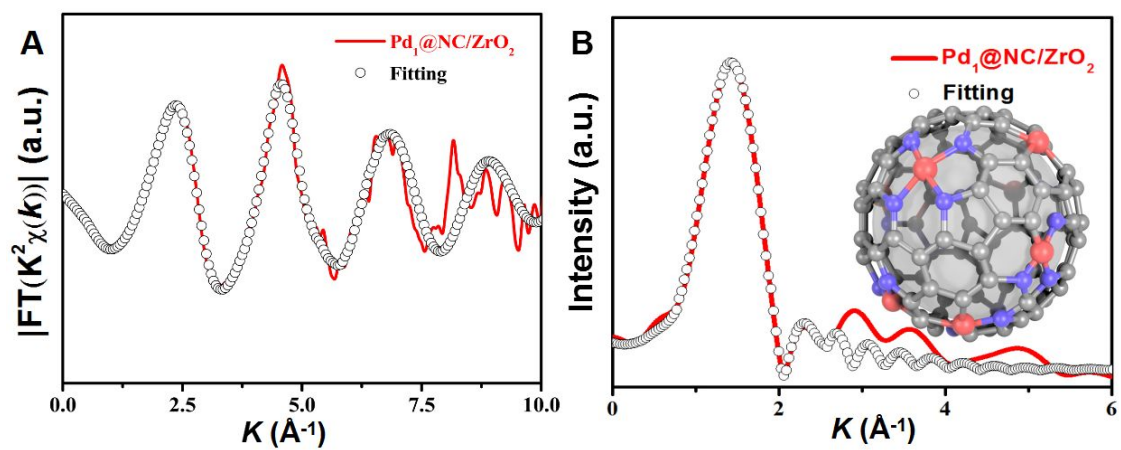 A
Pd₁@NC/ZrO₂
Fitting
|FT(K²χ(k))| (a.u.)
0.0 2.5 5.0 7.5 10.0
K (Å⁻¹)
B
Pd₁@NC/ZrO₂
Fitting
Intensity (a.u.)
0 2 4 6
K (Å⁻¹)